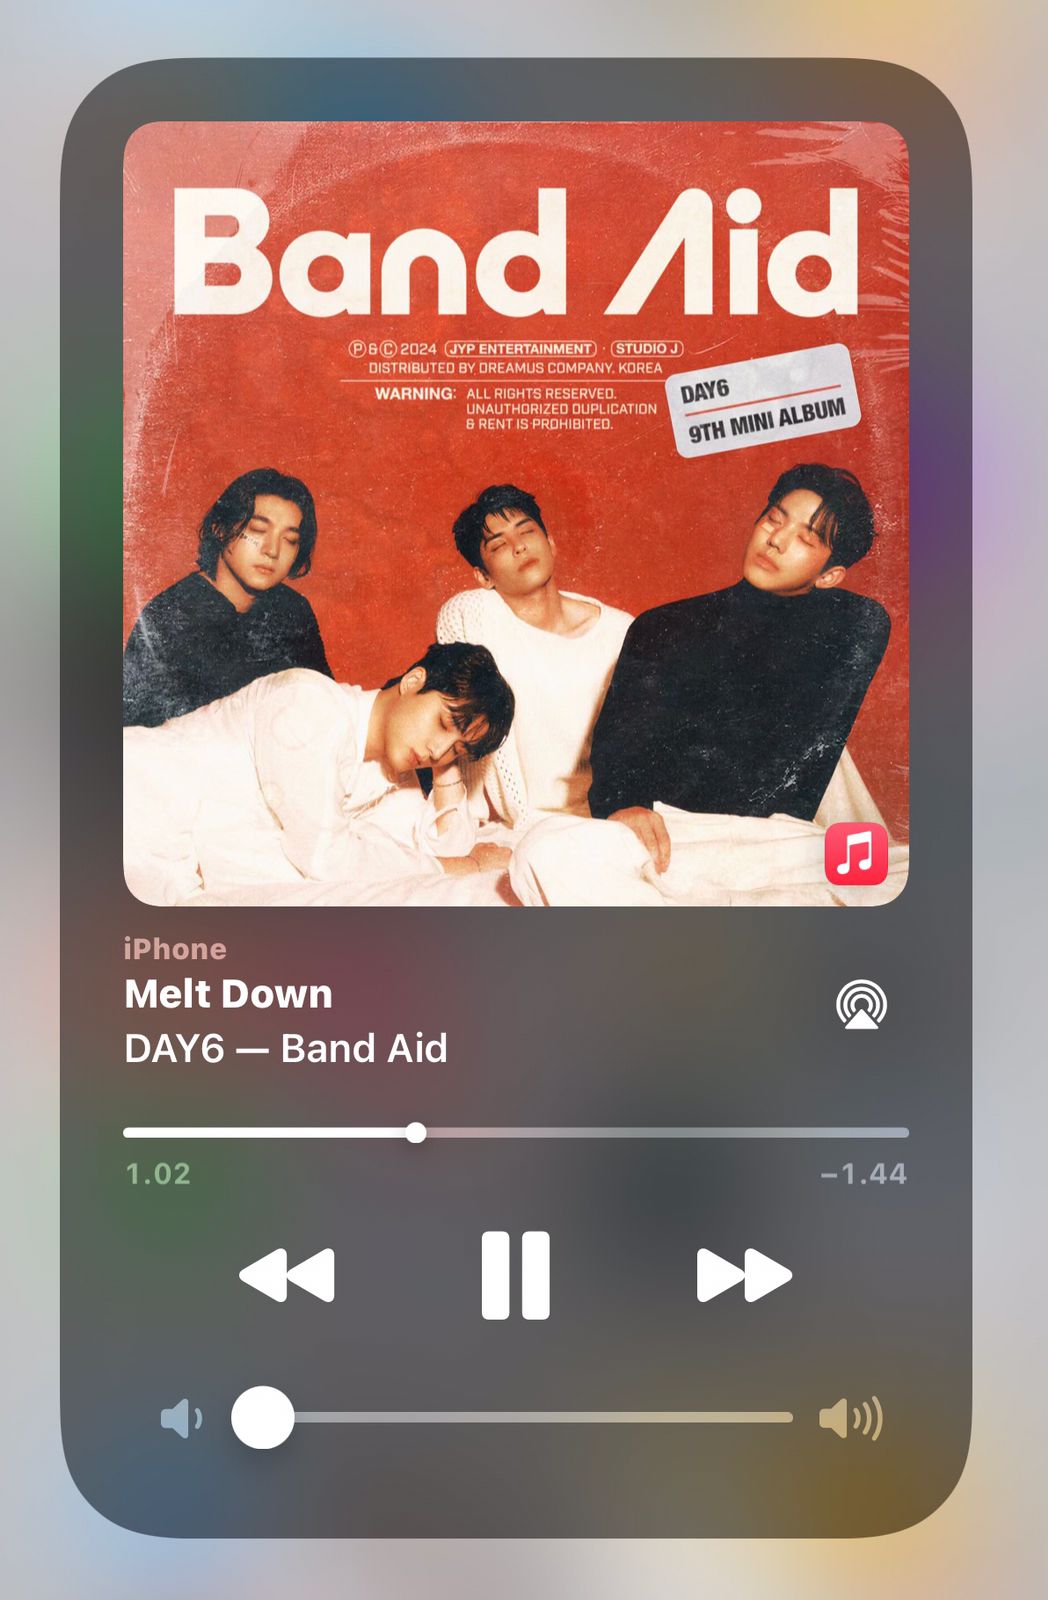 Band Aid
Ⓟ & Ⓒ 2024 JYP ENTERTAINMENT · STUDIO J
DISTRIBUTED BY DREAMUS COMPANY. KOREA
WARNING: ALL RIGHTS RESERVED.
UNAUTHORIZED DUPLICATION
& RENT IS PROHIBITED.
DAY6
9TH MINI ALBUM
iPhone
Melt Down
DAY6 — Band Aid
1.02
–1.44